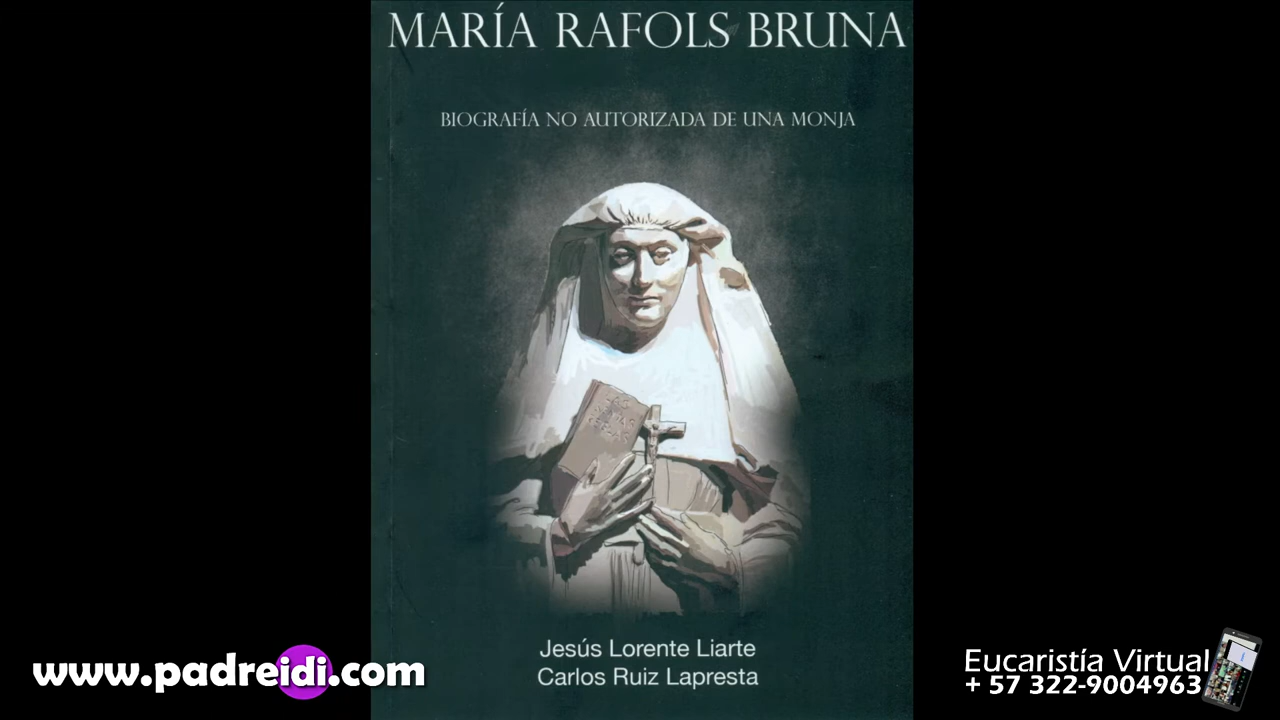 MARÍA RAFOLS BRUNA
BIOGRAFÍA NO AUTORIZADA DE UNA MONJA
Jesús Lorente Liarte
Carlos Ruiz Lapresta
www.padreidi.com
Eucaristía Virtual
+ 57 322-9004963